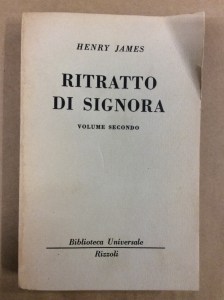 HENRY JAMES
RITRATTO
DI SIGNORA
VOLUME SECONDO
Biblioteca Universale
Rizzoli